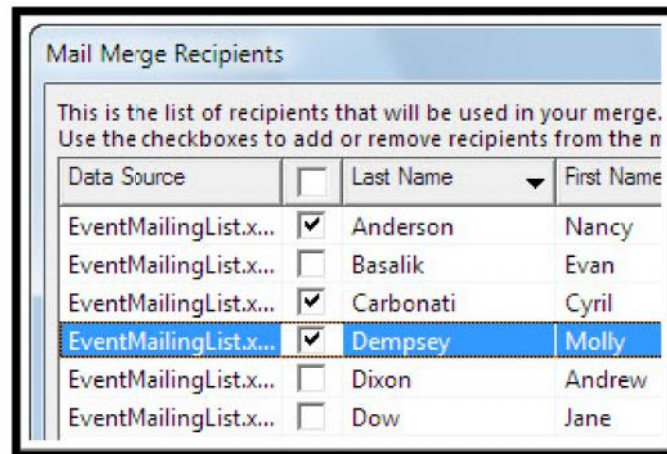 Mail Merge Recipients
This is the list of recipients that will be used in your merge.
Use the checkboxes to add or remove recipients from the m
Data Source Last Name First Name
EventMailingList.x... Anderson Nancy
EventMailingList.x... Basalik Evan
EventMailingList.x... Carbonati Cyril
EventMailingList.x... Dempsey Molly
EventMailingList.x... Dixon Andrew
EventMailingList.x... Dow Jane